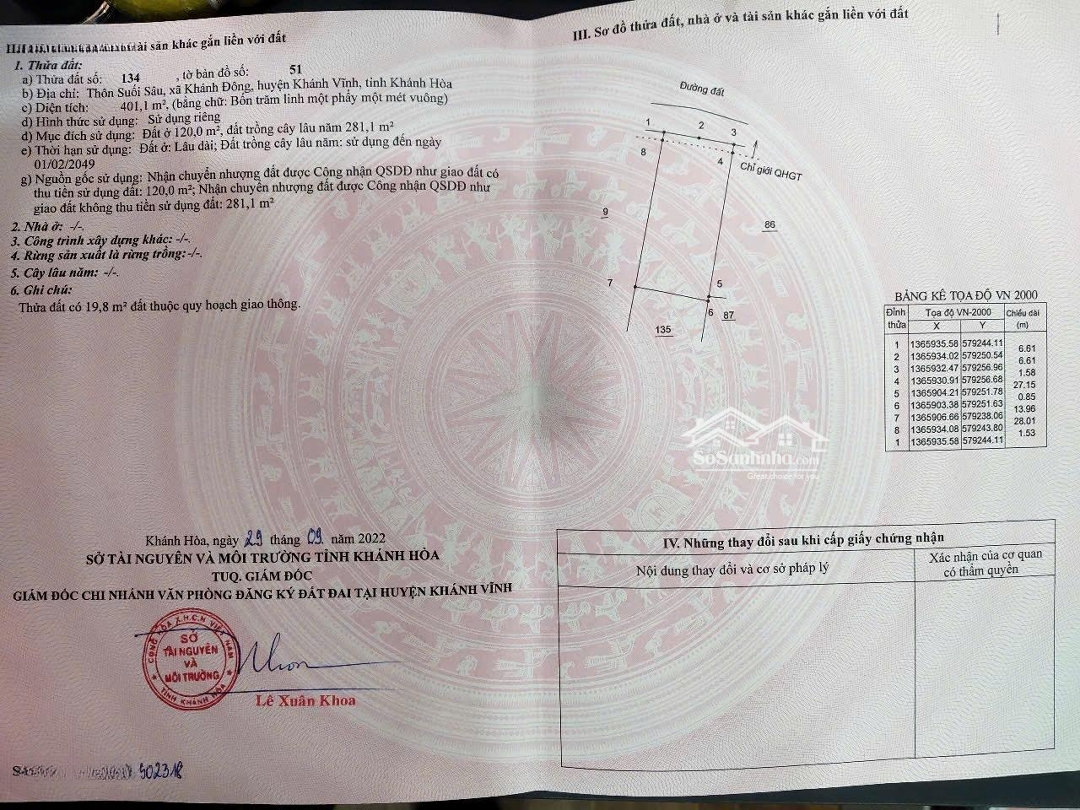 tài sản khác gắn liền với đất
1. Thửa đất:
a) Thửa đất số: 134 , tờ bản đồ số: 51
b) Địa chỉ: Thôn Suối Sâu, xã Khánh Đông, huyện Khánh Vĩnh, tỉnh Khánh Hòa
c) Diện tích: 401,1 m², (bằng chữ: Bốn trăm linh một phẩy một mét vuông)
d) Hình thức sử dụng: Sử dụng riêng
đ) Mục đích sử dụng: Đất ở 120,0 m², đất trồng cây lâu năm 281,1 m²
e) Thời hạn sử dụng: Đất ở: Lâu dài; Đất trồng cây lâu năm: sử dụng đến ngày
01/02/2049
g) Nguồn gốc sử dụng: Nhận chuyển nhượng đất được Công nhận QSDĐ như giao đất có
thu tiền sử dụng đất: 120,0 m²; Nhận chuyển nhượng đất được Công nhận QSDĐ như
giao đất không thu tiền sử dụng đất: 281,1 m²
2. Nhà ở: -/-.
3. Công trình xây dựng khác: -/-.
4. Rừng sản xuất là rừng trồng: -/-.
5. Cây lâu năm: -/-.
6. Ghi chú:
Thửa đất có 19,8 m² đất thuộc quy hoạch giao thông.
Khánh Hòa, ngày 29 tháng 09 năm 2022
SỞ TÀI NGUYÊN VÀ MÔI TRƯỜNG TỈNH KHÁNH HÒA
TUQ. GIÁM ĐỐC
GIÁM ĐỐC CHI NHÁNH VĂN PHÒNG ĐĂNG KÝ ĐẤT ĐAI TẠI HUYỆN KHÁNH VĨNH
CỘNG HÒA X.H.C.N VIỆT NAM
SỞ
TÀI NGUYÊN
VÀ
MÔI TRƯỜNG
TỈNH KHÁNH HÒA
Lê Xuân Khoa
502318
III. Sơ đồ thửa đất, nhà ở và tài sản khác gắn liền với đất
Đường đất
1
2
3
8
4
Chỉ giới QHGT
9
86
7
5
6
87
135
BẢNG KÊ TỌA ĐỘ VN 2000
Đỉnh thửa Tọa độ VN-2000 Chiều dài (m)
X Y
1 1365935.58 579244.11
6.61
2 1365934.02 579250.54
6.61
3 1365932.47 579256.96
1.58
4 1365930.91 579256.68
27.15
5 1365904.21 579251.78
0.85
6 1365903.38 579251.63
13.96
7 1365906.66 579238.06
28.01
8 1365934.08 579243.80
1.53
1 1365935.58 579244.11
SoSanhnha.com
Great choice for you
IV. Những thay đổi sau khi cấp giấy chứng nhận
Nội dung thay đổi và cơ sở pháp lý
Xác nhận của cơ quan
có thẩm quyền